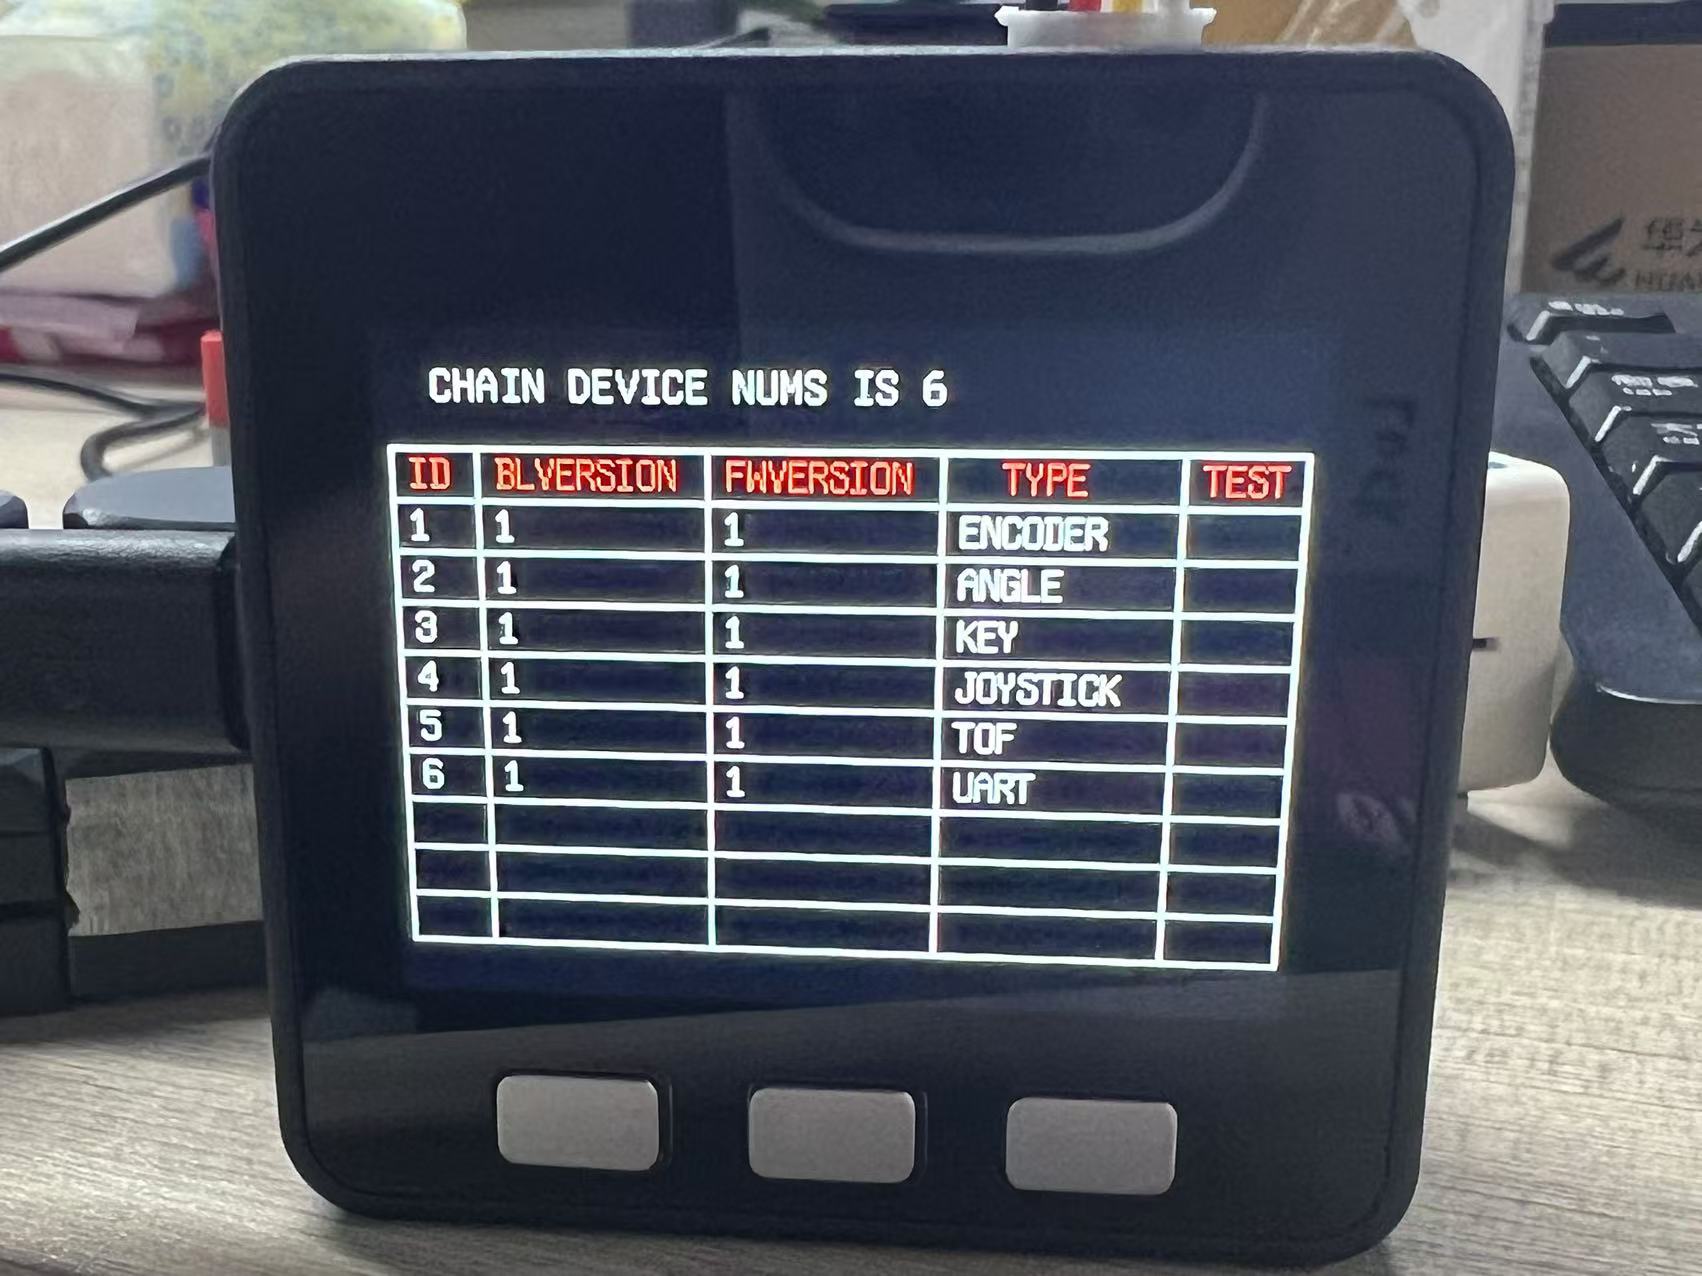 CHAIN DEVICE NUMS IS 6
ID BLVERSION FWVERSION TYPE TEST
1 1 1 ENCODER
2 1 1 ANGLE
3 1 1 KEY
4 1 1 JOYSTICK
5 1 1 TOF
6 1 1 UART